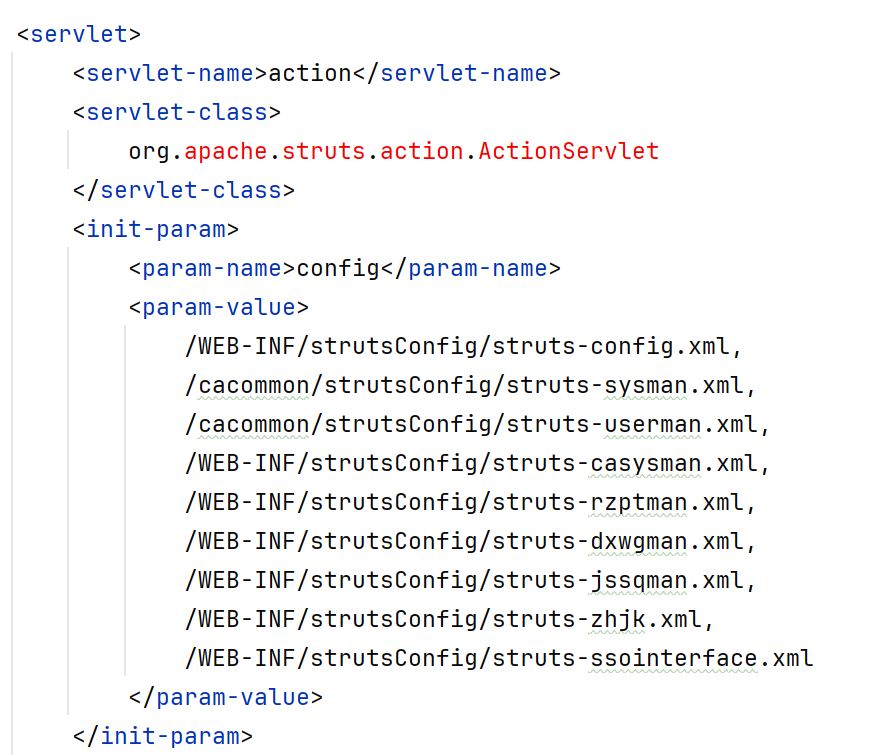 <servlet>
<servlet-name>action</servlet-name>
<servlet-class>
org.apache.struts.action.ActionServlet
</servlet-class>
<init-param>
<param-name>config</param-name>
<param-value>
/WEB-INF/strutsConfig/struts-config.xml,
/cacommon/strutsConfig/struts-sysman.xml,
/cacommon/strutsConfig/struts-userman.xml,
/WEB-INF/strutsConfig/struts-casysman.xml,
/WEB-INF/strutsConfig/struts-rzptman.xml,
/WEB-INF/strutsConfig/struts-dxwgman.xml,
/WEB-INF/strutsConfig/struts-jssqman.xml,
/WEB-INF/strutsConfig/struts-zhjk.xml,
/WEB-INF/strutsConfig/struts-ssointerface.xml
</param-value>
</init-param>